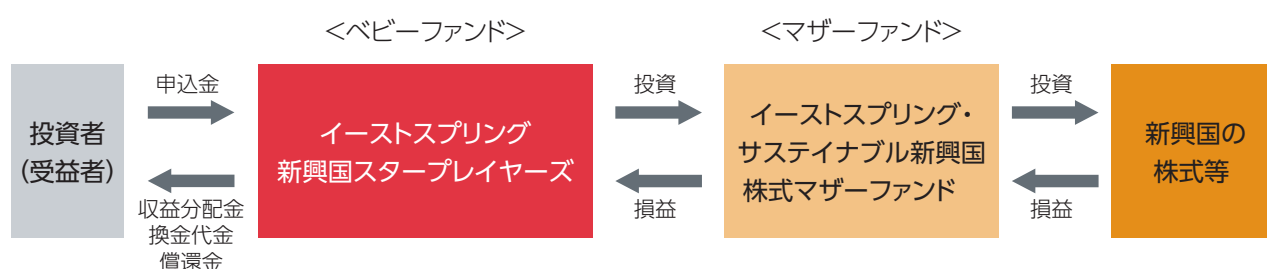 ＜ベビーファンド＞
＜マザーファンド＞
投資者
(受益者)
申込金
収益分配金
換金代金
償還金
イーストスプリング
新興国スタープレイヤーズ
投資
損益
イーストスプリング・
サステイナブル新興国
株式マザーファンド
投資
損益
新興国の
株式等